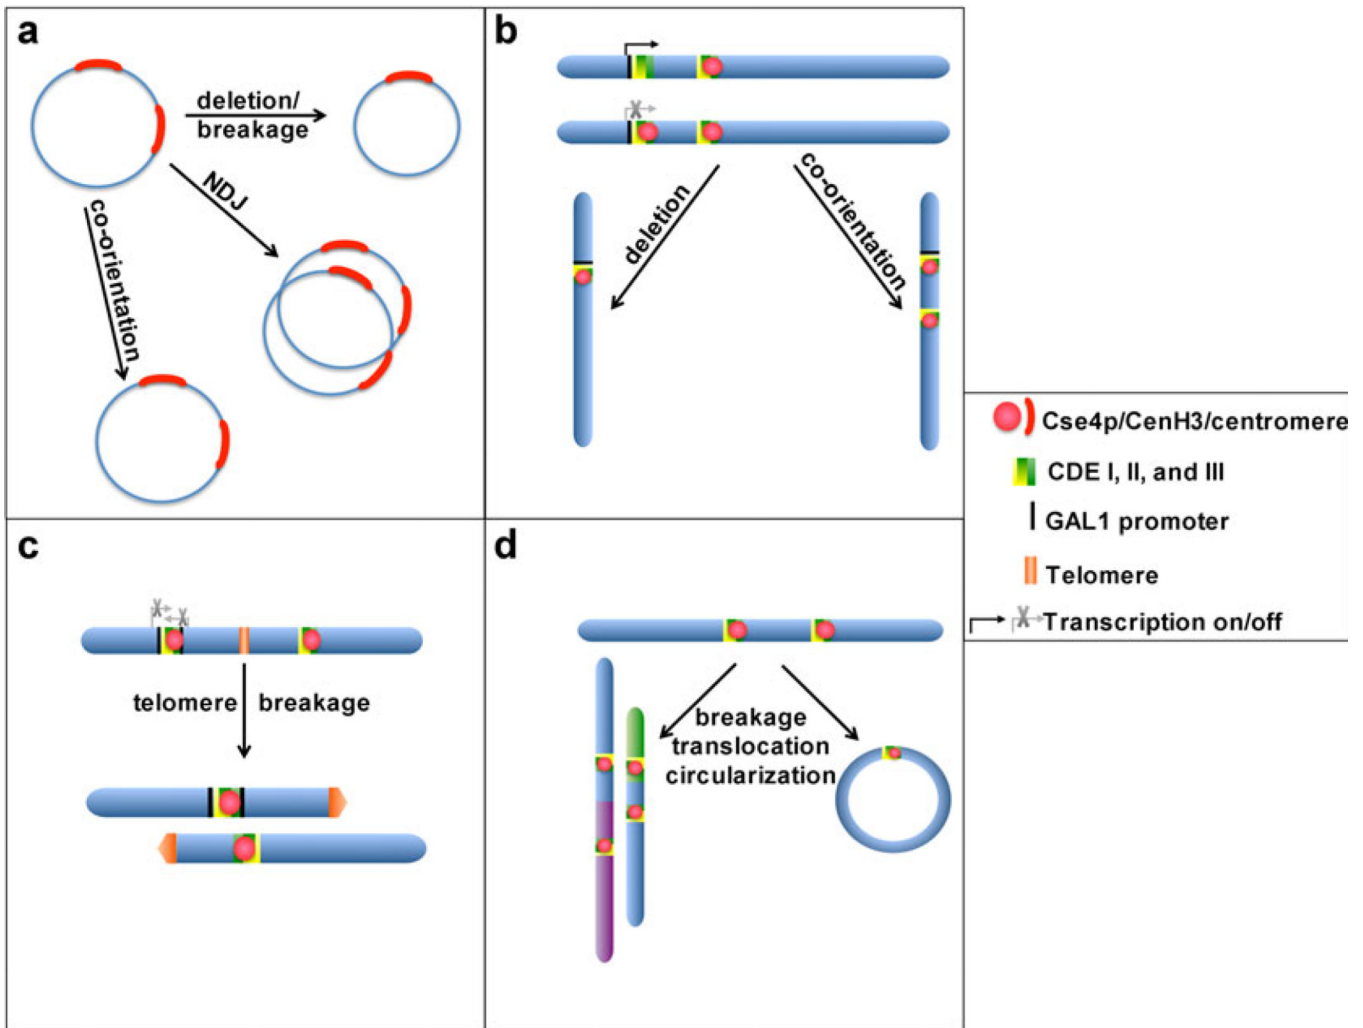 a
deletion/
breakage
NDJ
co-orientation
b
deletion
co-orientation
c
telomere breakage
d
breakage
translocation
circularization
Cse4p/CenH3/centromere
CDE I, II, and III
GAL1 promoter
Telomere
Transcription on/off